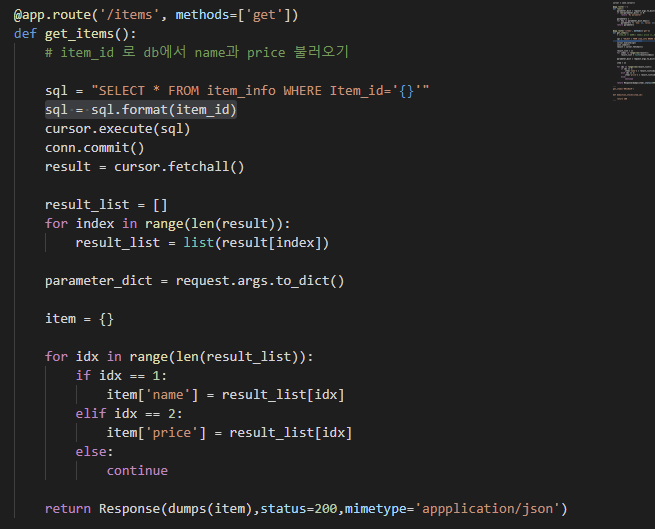 @app.route('/items', methods=['get'])
def get_items():
    # item_id 로 db에서 name과 price 불러오기

    sql = "SELECT * FROM item_info WHERE Item_id='{}'"
    sql = sql.format(item_id)
    cursor.execute(sql)
    conn.commit()
    result = cursor.fetchall()

    result_list = []
    for index in range(len(result)):
        result_list = list(result[index])

    parameter_dict = request.args.to_dict()

    item = {}

    for idx in range(len(result_list)):
        if idx == 1:
            item['name'] = result_list[idx]
        elif idx == 2:
            item['price'] = result_list[idx]
        else:
            continue

    return Response(dumps(item),status=200,mimetype='appplication/json')